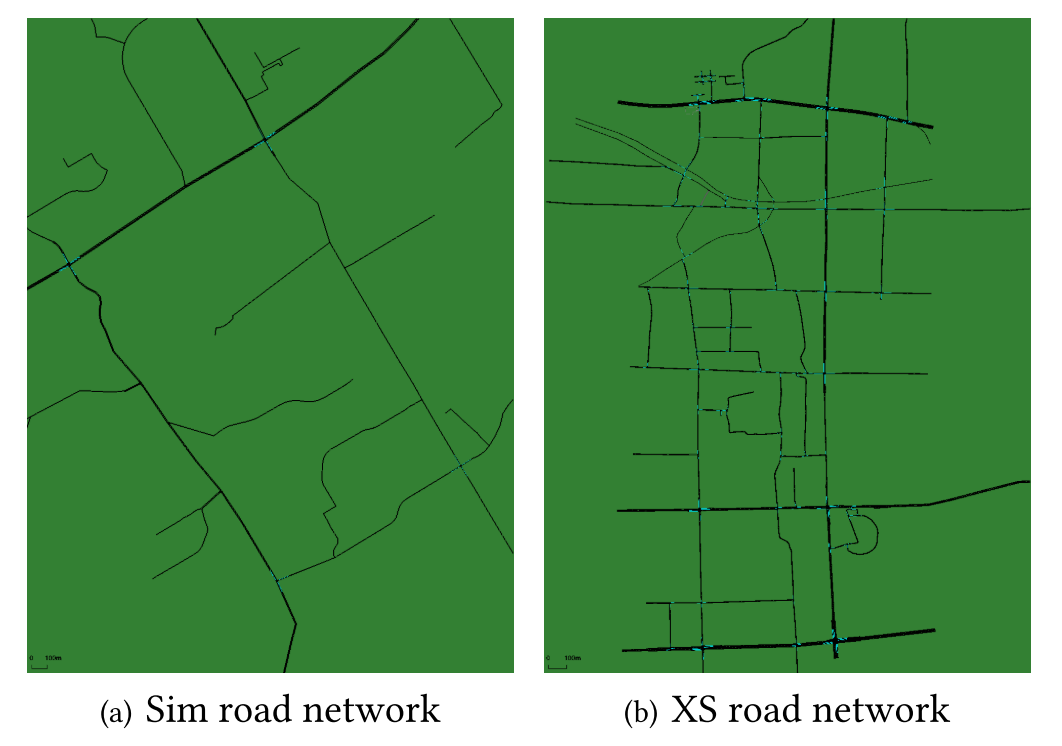 0 100m
0 100m
(a) Sim road network
(b) XS road network